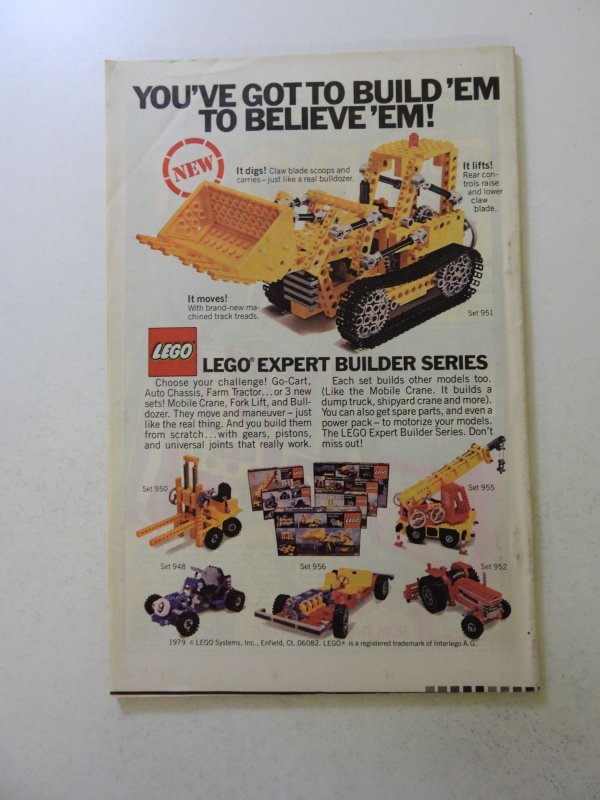 YOU'VE GOT TO BUILD 'EM
TO BELIEVE 'EM!
NEW
It digs! Claw blade scoops and
carries – just like a real bulldozer.
It lifts!
Rear con-
trols raise
and lower
claw
blade.
It moves!
With brand-new ma-
chined track treads.
Set 951
LEGO
LEGO® EXPERT BUILDER SERIES
Choose your challenge! Go-Cart,
Auto Chassis, Farm Tractor...or 3 new
sets! Mobile Crane, Fork Lift, and Bull-
dozer. They move and maneuver – just
like the real thing. And you build them
from scratch...with gears, pistons,
and universal joints that really work.
Each set builds other models too.
(Like the Mobile Crane. It builds a
dump truck, shipyard crane and more).
You can also get spare parts, and even a
power pack – to motorize your models.
The LEGO Expert Builder Series. Don't
miss out!
Set 950
Set 955
Set 948
Set 956
Set 952
1979 © LEGO Systems, Inc., Enfield, Ct. 06082. LEGO® is a registered trademark of Interlego A.G.